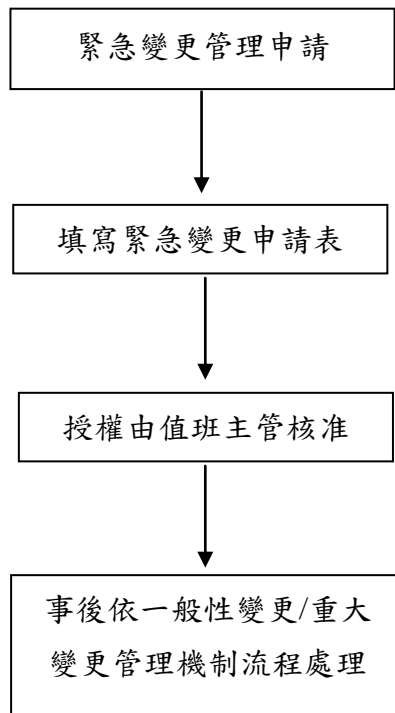 緊急變更管理申請
填寫緊急變更申請表
授權由值班主管核准
事後依一般性變更/重大
變更管理機制流程處理